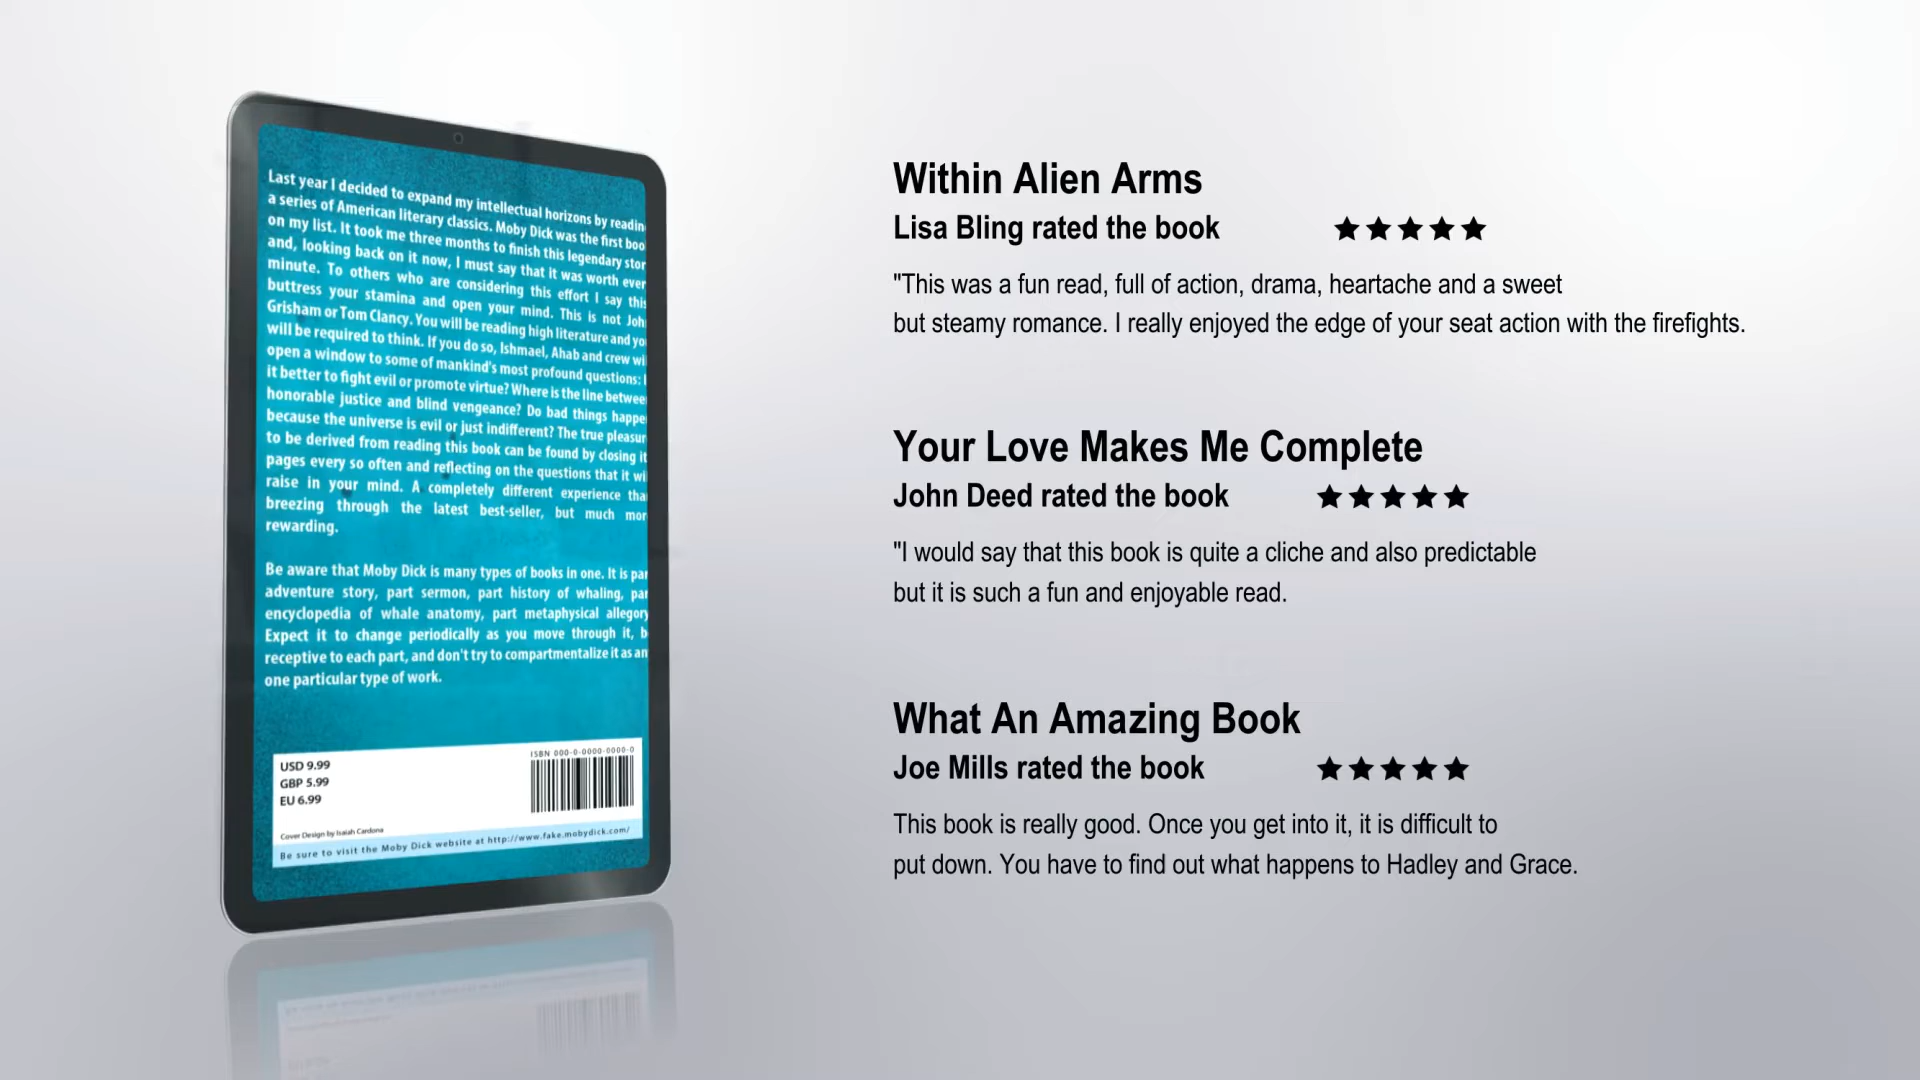 Last year I decided to expand my intellectual horizons by readin
a series of American literary classics. Moby Dick was the first boo
on my list. It took me three months to finish this legendary stor
and, looking back on it now, I must say that it was worth ever
minute. To others who are considering this effort I say this
buttress your stamina and open your mind. This is not Joh
Grisham or Tom Clancy. You will be reading high literature and yo
will be required to think. If you do so, Ishmael, Ahab and crew wi
open a window to some of mankind's most profound questions: I
it better to fight evil or promote virtue? Where is the line betwee
honorable justice and blind vengeance? Do bad things happe
because the universe is evil or just indifferent? The true pleasur
to be derived from reading this book can be found by closing it
pages every so often and reflecting on the questions that it wi
raise in your mind. A completely different experience tha
breezing through the latest best-seller, but much mor
rewarding.
Be aware that Moby Dick is many types of books in one. It is par
adventure story, part sermon, part history of whaling, par
encyclopedia of whale anatomy, part metaphysical allegory
Expect it to change periodically as you move through it, b
receptive to each part, and don't try to compartmentalize it as an
one particular type of work.
ISBN 000-0-0000-0000-0
USD 9.99
GBP 5.99
EU 6.99
Cover Design by Isaiah Cardona
Be sure to visit the Moby Dick website at http://www.fake.mobydick.com/
Within Alien Arms
Lisa Bling rated the book ★★★★★
"This was a fun read, full of action, drama, heartache and a sweet
but steamy romance. I really enjoyed the edge of your seat action with the firefights.
Your Love Makes Me Complete
John Deed rated the book ★★★★★
"I would say that this book is quite a cliche and also predictable
but it is such a fun and enjoyable read.
What An Amazing Book
Joe Mills rated the book ★★★★★
This book is really good. Once you get into it, it is difficult to
put down. You have to find out what happens to Hadley and Grace.